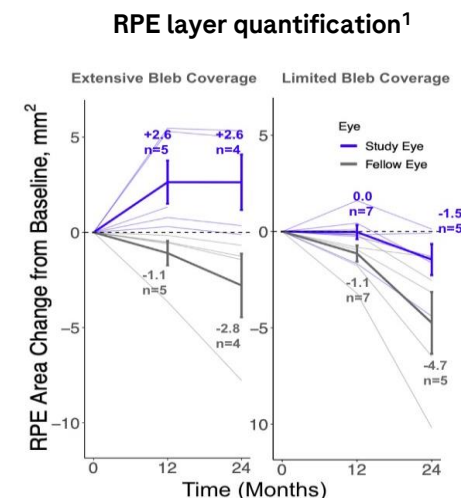 RPE layer quantification1
Extensive Bleb Coverage
Limited Bleb Coverage
RPE Area Change from Baseline, mm2
5
0
−5
−10
+2.6
n=5
+2.6
n=4
-1.1
n=5
-2.8
n=4
0
12
24
5
0
−5
10
Eye
Study Eye
Fellow Eye
0.0
n=7
-1.5
n=5
-1.1
n=7
-4.7
n=5
0
12
24
Time (Months)